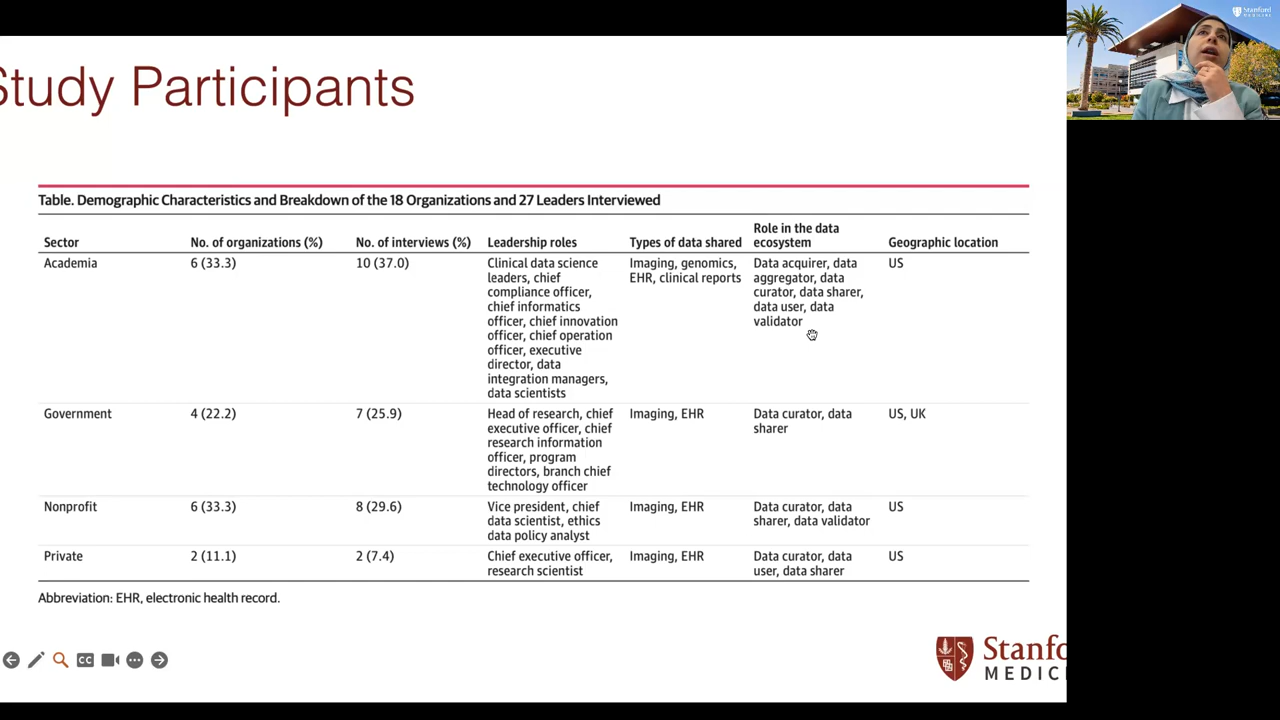 Stanford
MEDICINE
Study Participants
Table. Demographic Characteristics and Breakdown of the 18 Organizations and 27 Leaders Interviewed
Sector No. of organizations (%) No. of interviews (%) Leadership roles Types of data shared Role in the data ecosystem Geographic location
Academia 6 (33.3) 10 (37.0) Clinical data science Imaging, genomics, Data acquirer, data US
leaders, chief EHR, clinical reports aggregator, data
compliance officer, curator, data sharer,
chief informatics data user, data
officer, chief innovation validator
officer, chief operation
officer, executive
director, data
integration managers,
data scientists
Government 4 (22.2) 7 (25.9) Head of research, chief Imaging, EHR Data curator, data US, UK
executive officer, chief sharer
research information
officer, program
directors, branch chief
technology officer
Nonprofit 6 (33.3) 8 (29.6) Vice president, chief Imaging, EHR Data curator, data US
data scientist, ethics sharer, data validator
data policy analyst
Private 2 (11.1) 2 (7.4) Chief executive officer, Imaging, EHR Data curator, data US
research scientist user, data sharer
Abbreviation: EHR, electronic health record.
CC
Stanfo
MEDICI